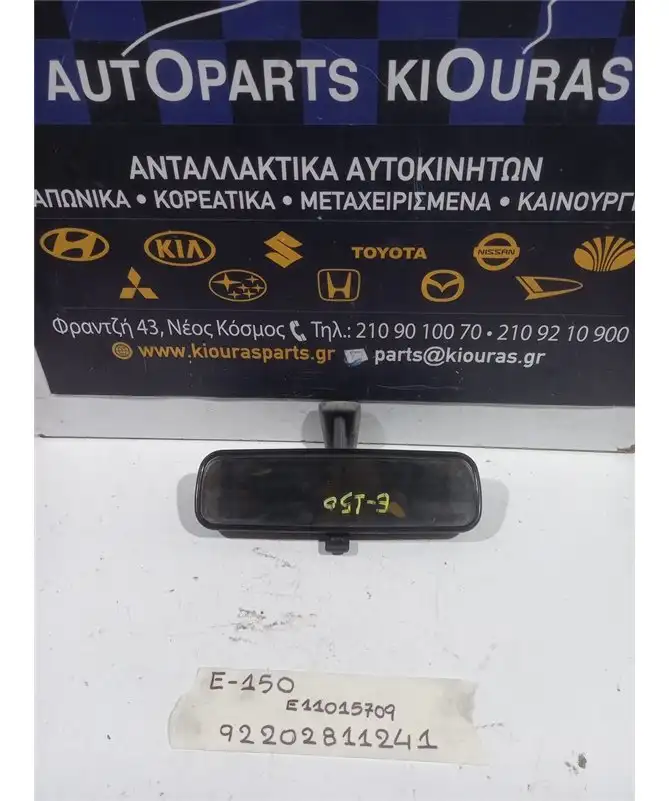 AUTOPARTS KIOURAS
ΑΝΤΑΛΛΑΚΤΙΚΑ ΑΥΤΟΚΙΝΗΤΩΝ
ΑΠΩΝΙΚΑ • ΚΟΡΕΑΤΙΚΑ • ΜΕΤΑΧΕΙΡΙΣΜΕΝΑ • ΚΑΙΝΟΥΡΓ
KIA TOYOTA NISSAN
Φραντζή 43, Νέος Κόσμος Τηλ.: 210 90 100 70 • 210 92 10 900
www.kiourasparts.gr parts@kiouras.gr
E-150
E-150
E11015709
92202811241